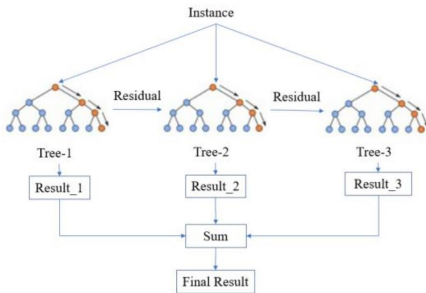 Instance
Residual
Residual
Tree-1
Tree-2
Tree-3
Result_1
Result_2
Result_3
Sum
Final Result